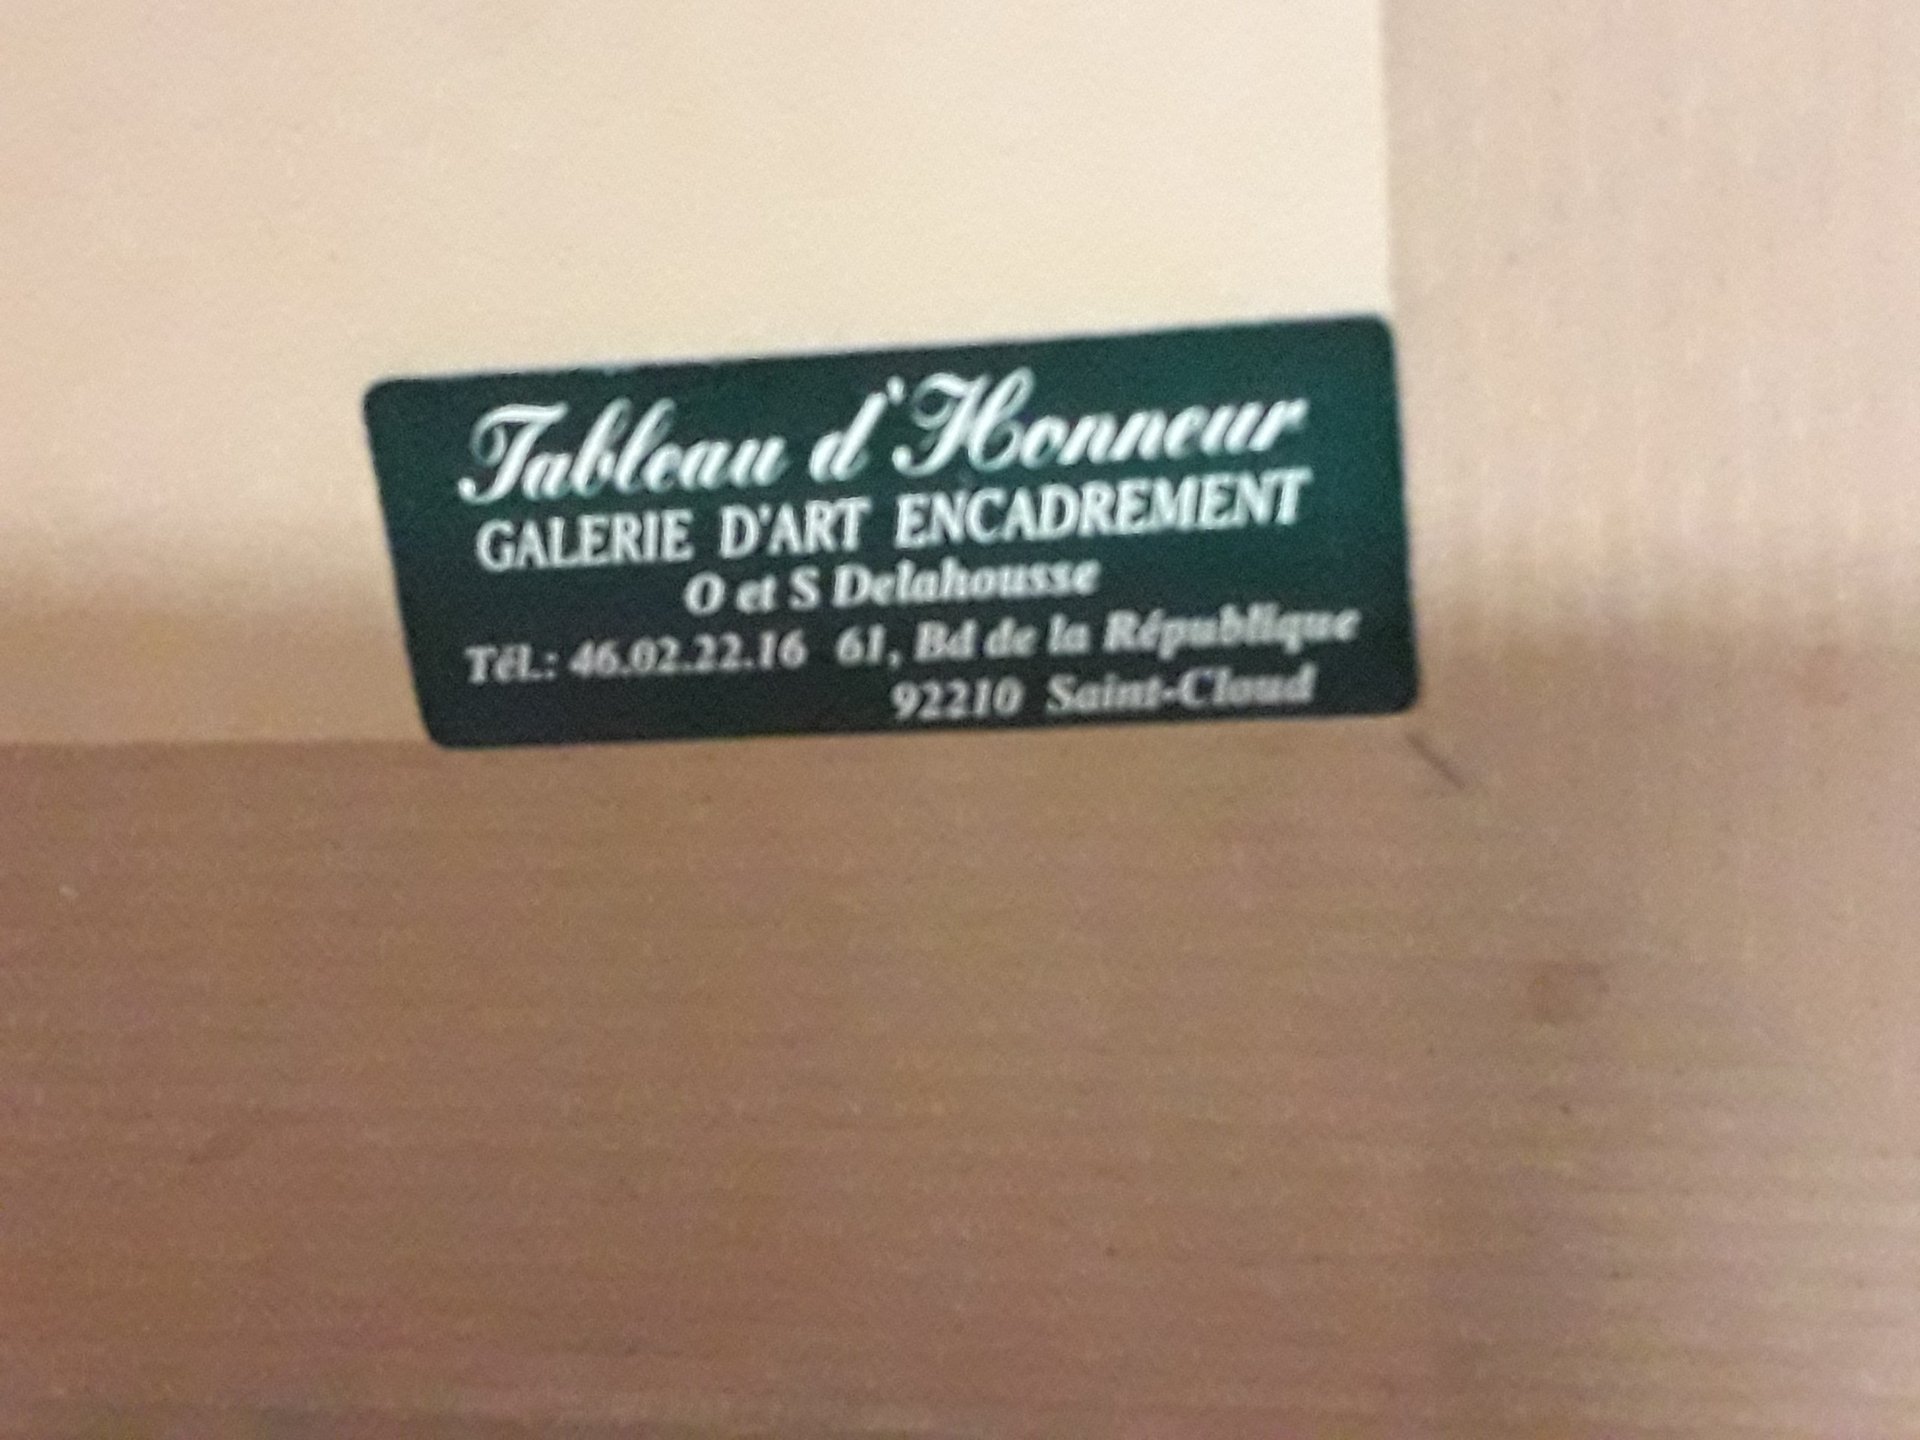 Tableau d'Honneur
GALERIE D'ART ENCADREMENT
O et S Delahousse
Tél.: 46.02.22.16 61, Bd de la République
92210 Saint-Cloud